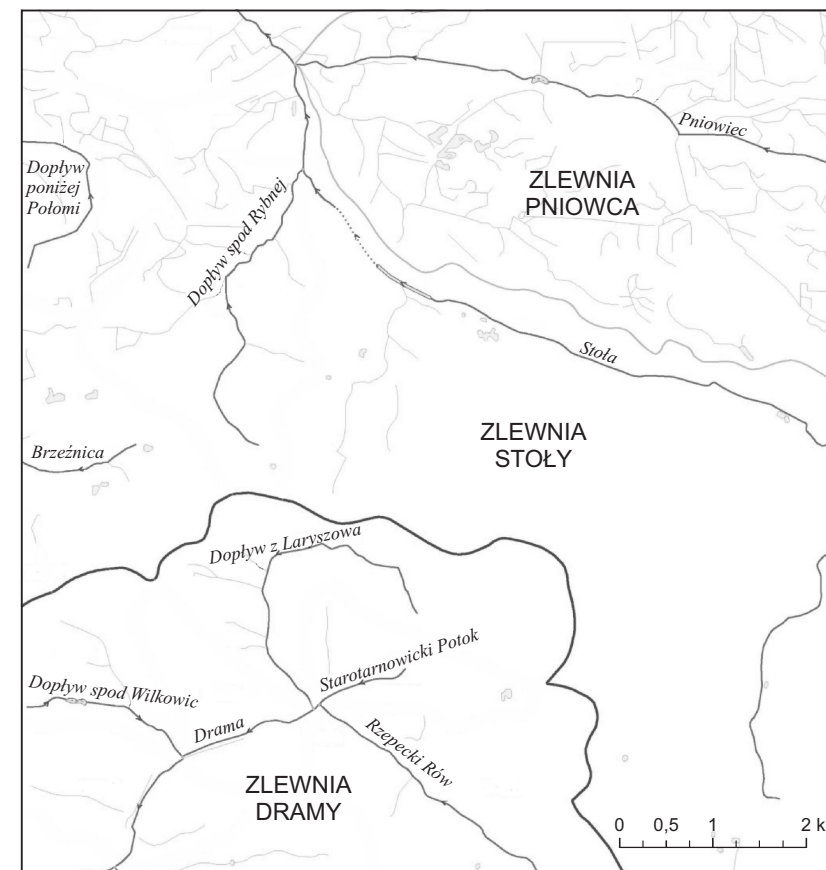 Pniowiec
ZLEWNIA
PNIOWCA
Dopływ
poniżej
Połomi
Dopływ spod Rybnej
Stoła
ZLEWNIA
STOŁY
Brzeźnica
Dopływ z Laryszowa
Starotarnowicki Potok
Dopływ spod Wilkowic
Drama
Rzepecki Rów
ZLEWNIA
DRAMY
0 0,5 1 2 k